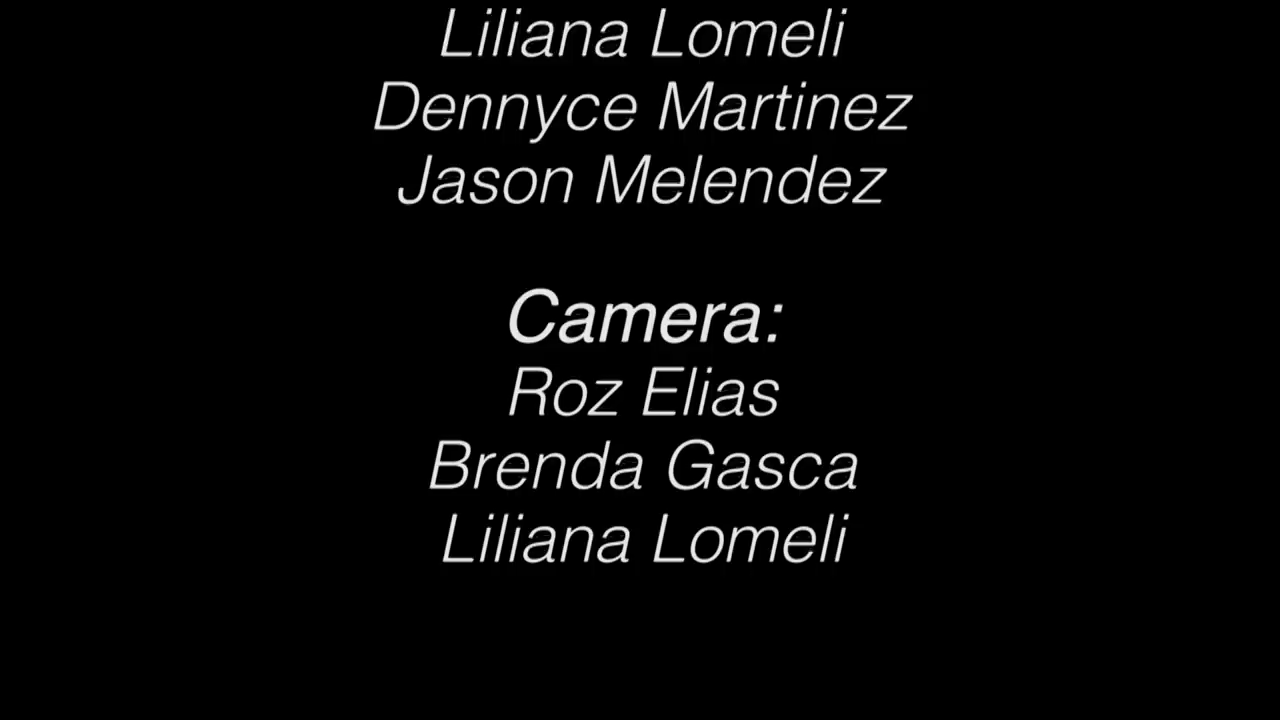 Liliana Lomeli
Dennyce Martinez
Jason Melendez
Camera:
Roz Elias
Brenda Gasca
Liliana Lomeli